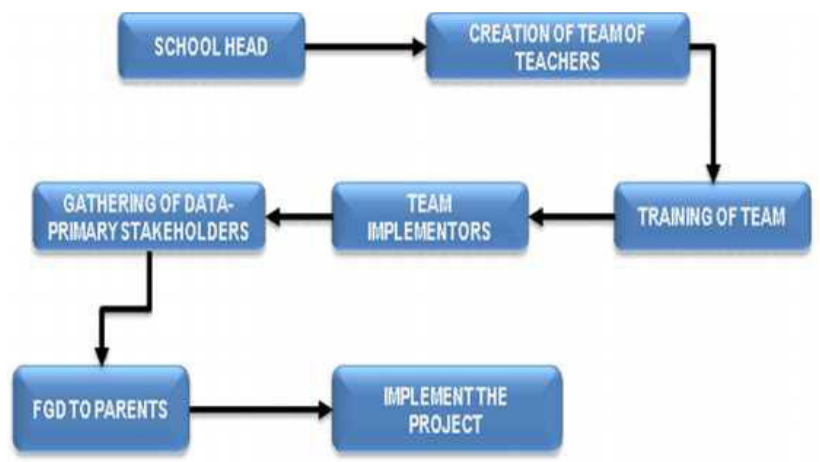 SCHOOL HEAD
CREATION OF TEAM OF
TEACHERS
TRAINING OF TEAM
TEAM
IMPLEMENTORS
GATHERING OF DATA-
PRIMARY STAKEHOLDERS
FGD TO PARENTS
IMPLEMENT THE
PROJECT